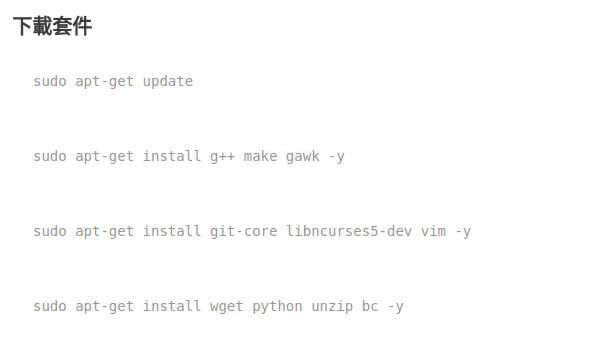 下載套件
sudo apt-get update
sudo apt-get install g++ make gawk -y
sudo apt-get install git-core libncurses5-dev vim -y
sudo apt-get install wget python unzip bc -y